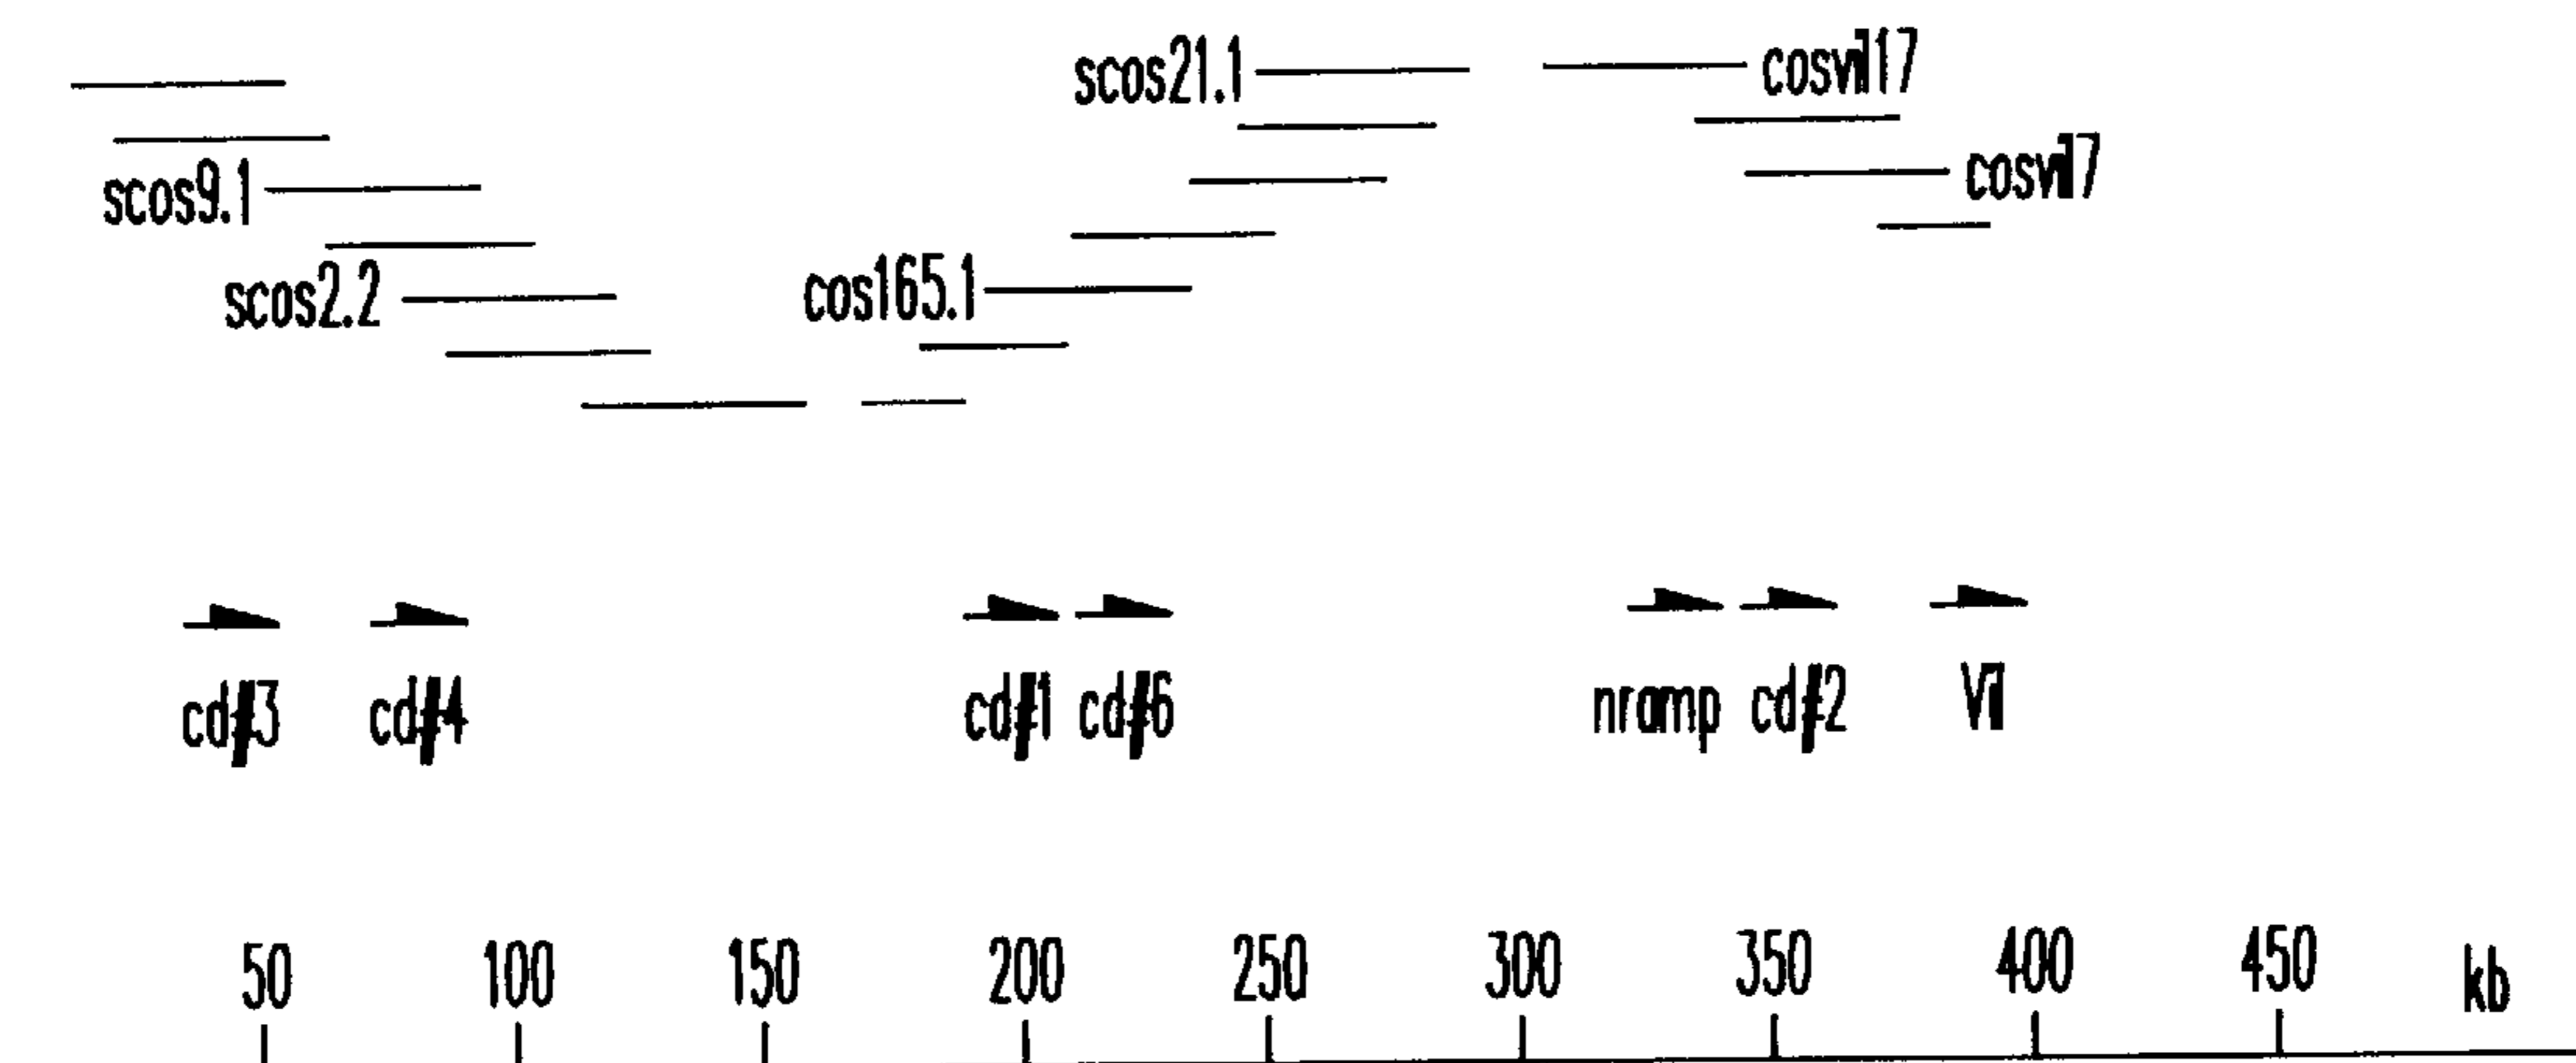 scos21.1
cosvil17
scos9.1
cosvil7
scos2.2
cos165.1
cd#3 cd#4 cd#1 cd#6 nramp cd#2 Vil
50 100 150 200 250 300 350 400 450 kb